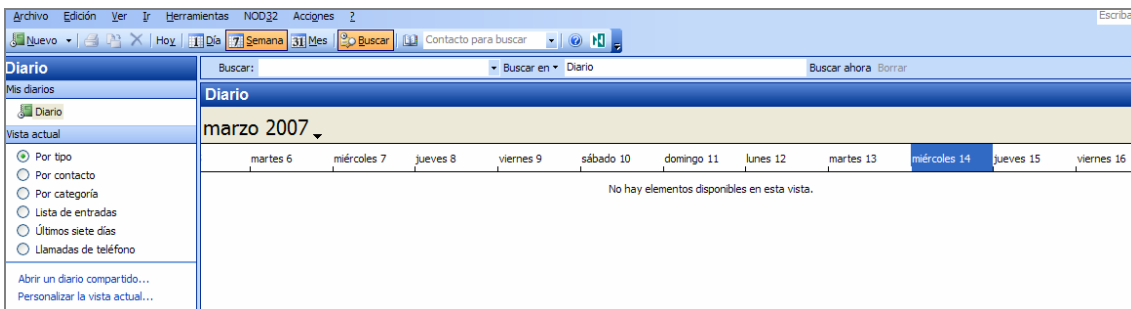 Archivo Edición Ver Ir Herramientas NOD32 Acciones ?
Escriba
Nuevo Hoy 1 Día 7 Semana 31 Mes Buscar Contacto para buscar
Diario
Buscar: Buscar en Diario Buscar ahora Borrar
Mis diarios
Diario
Diario
Vista actual
marzo 2007
Por tipo
Por contacto
Por categoría
Lista de entradas
Últimos siete días
Llamadas de teléfono
Abrir un diario compartido...
Personalizar la vista actual...
martes 6 miércoles 7 jueves 8 viernes 9 sábado 10 domingo 11 lunes 12 martes 13 miércoles 14 jueves 15 viernes 16
No hay elementos disponibles en esta vista.